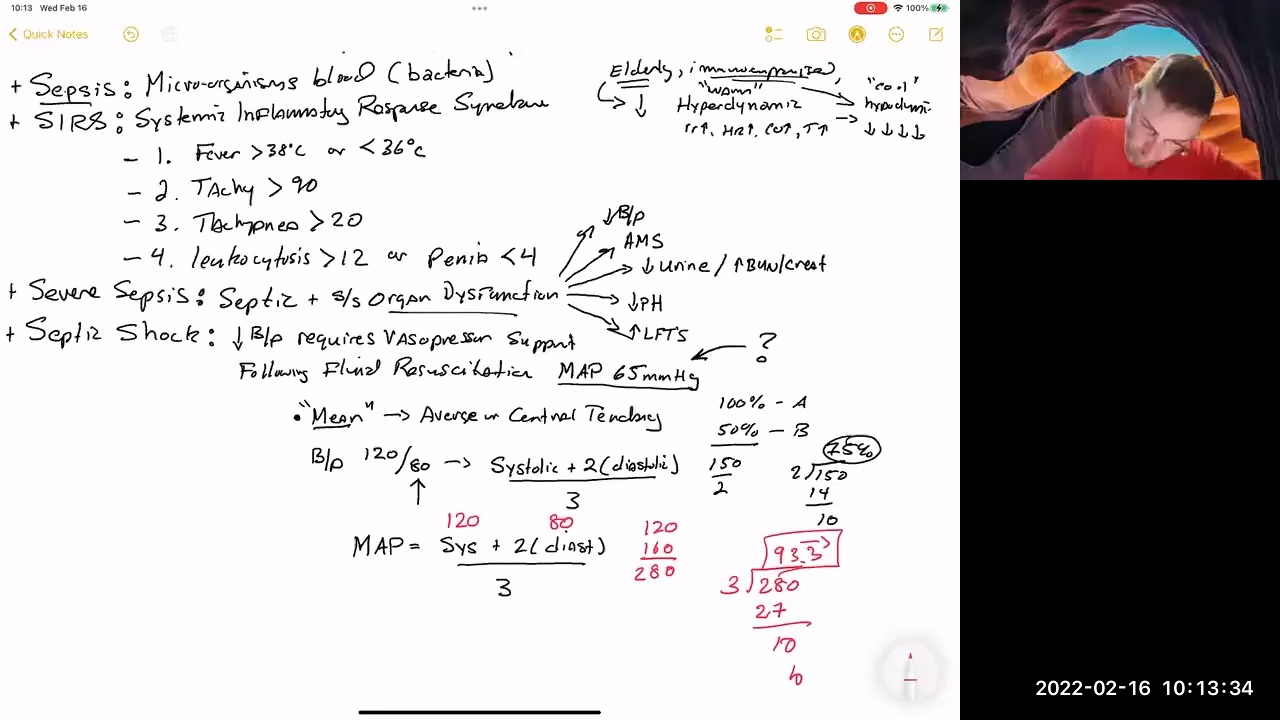 10:13 Wed Feb 16
100%
Quick Notes
+ Sepsis: Micro-organisms blood (bacteria)
+ SIRS: Systemic Inflammatory Response Syndrome
- 1. Fever >38°C or <36°C
- 2. TAchy > 90
- 3. TAchypnea > 20
- 4. leukocytosis >12 or penia <4
+ Severe Sepsis: Septic + s/s Organ Dysfunction
↓B/p
AMS
↓Urine / ↑BUN/creat
↓PH
↑LFTS
+ Septic Shock: ↓B/p requires VASopressor Support
Following Fluid Resuscitation MAP 65mmHg
?
Elderly, immunocompromised,
↓
"warm"
Hyperdynamic
HR↑, CO↑, T↑
"cool"
↓↓↓↓
• "Mean" → Average or Central Tendency
B/p 120/80 → Systolic + 2(diastolic)
3
100% - A
50% - B
150
2
75%
2)150
14
10
120 80
MAP = Sys + 2(diast)
3
120
160
280
93.3
3)280
27
10
2022-02-16 10:13:34